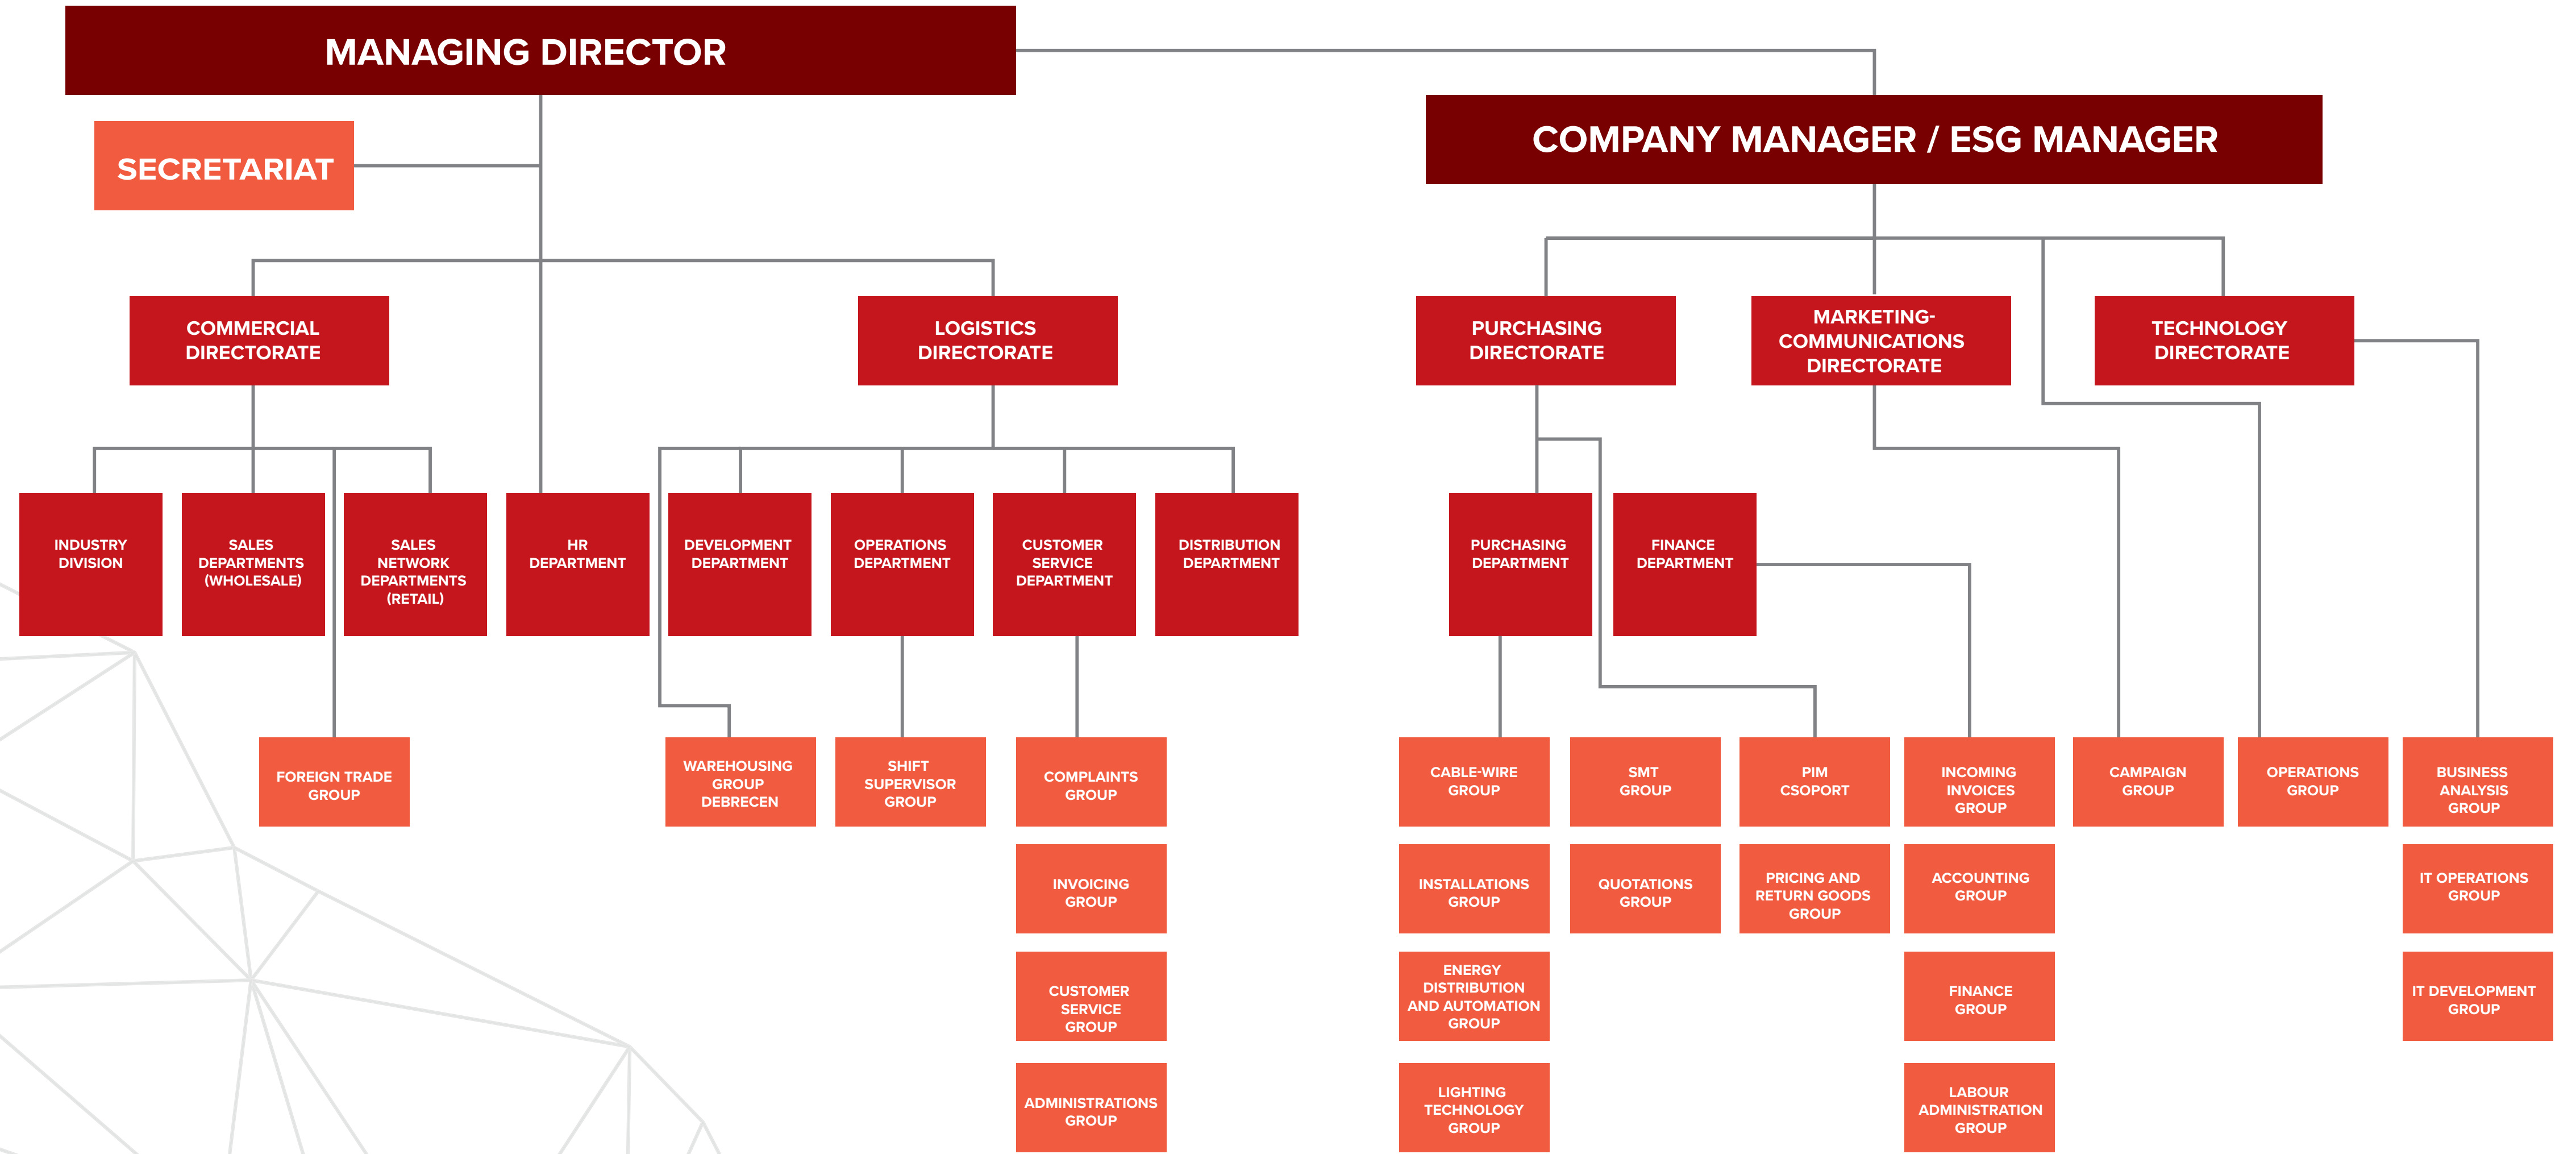 MANAGING DIRECTOR
COMPANY MANAGER / ESG MANAGER
SECRETARIAT
COMMERCIAL
DIRECTORATE
LOGISTICS
DIRECTORATE
PURCHASING
DIRECTORATE
MARKETING-
COMMUNICATIONS
DIRECTORATE
TECHNOLOGY
DIRECTORATE
INDUSTRY
DIVISION
SALES
DEPARTMENTS
(WHOLESALE)
SALES
NETWORK
DEPARTMENTS
(RETAIL)
HR
DEPARTMENT
DEVELOPMENT
DEPARTMENT
OPERATIONS
DEPARTMENT
CUSTOMER
SERVICE
DEPARTMENT
DISTRIBUTION
DEPARTMENT
PURCHASING
DEPARTMENT
FINANCE
DEPARTMENT
FOREIGN TRADE
GROUP
WAREHOUSING
GROUP
DEBRECEN
SHIFT
SUPERVISOR
GROUP
COMPLAINTS
GROUP
CABLE-WIRE
GROUP
SMT
GROUP
PIM
CSOPORT
INCOMING
INVOICES
GROUP
CAMPAIGN
GROUP
OPERATIONS
GROUP
BUSINESS
ANALYSIS
GROUP
INVOICING
GROUP
INSTALLATIONS
GROUP
QUOTATIONS
GROUP
PRICING AND
RETURN GOODS
GROUP
ACCOUNTING
GROUP
IT OPERATIONS
GROUP
CUSTOMER
SERVICE
GROUP
ENERGY
DISTRIBUTION
AND AUTOMATION
GROUP
FINANCE
GROUP
IT DEVELOPMENT
GROUP
ADMINISTRATIONS
GROUP
LIGHTING
TECHNOLOGY
GROUP
LABOUR
ADMINISTRATION
GROUP